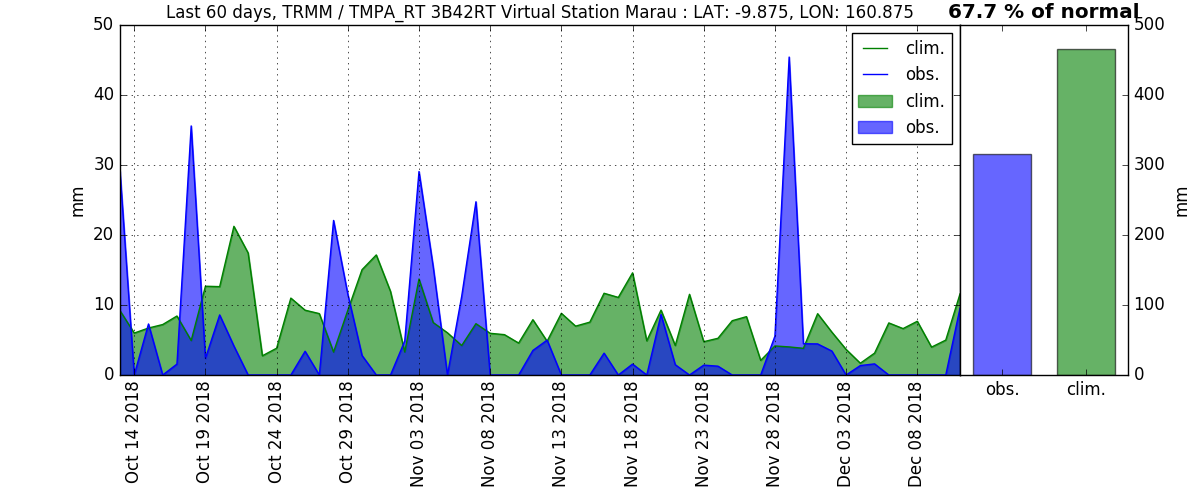 Last 60 days, TRMM / TMPA_RT 3B42RT Virtual Station Marau : LAT: -9.875, LON: 160.875
67.7 % of normal
50
40
30
20
10
0
mm
clim.
obs.
clim.
obs.
500
400
300
200
100
0
mm
Oct 14 2018
Oct 19 2018
Oct 24 2018
Oct 29 2018
Nov 03 2018
Nov 08 2018
Nov 13 2018
Nov 18 2018
Nov 23 2018
Nov 28 2018
Dec 03 2018
Dec 08 2018
obs.
clim.